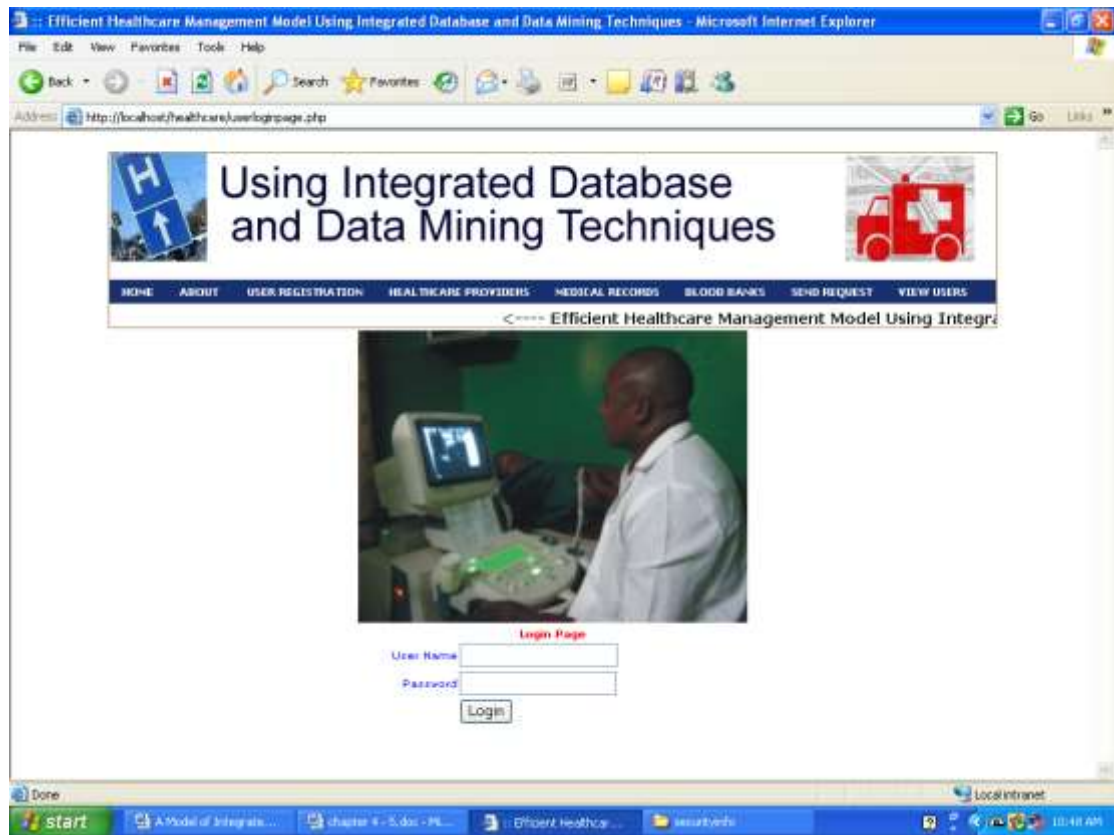 :: Efficient Healthcare Management Model Using Integrated Database and Data Mining Techniques - Microsoft Internet Explorer
File Edit View Favorites Tools Help
Back Search Favorites
Address http://localhost/healthcare/userloginpage.php Go Links »
H
Using Integrated Database
and Data Mining Techniques
HOME ABOUT USER REGISTRATION HEALTHCARE PROVIDERS MEDICAL RECORDS BLOOD BANKS SEND REQUEST VIEW USERS
<---- Efficient Healthcare Management Model Using Integra
Login Page
User Name
Password
Login
Done Local intranet
start A Model of Integrate... chapter 4 - 5.doc - Mi... :: Efficient Healthcar... securityinfo 10:48 AM